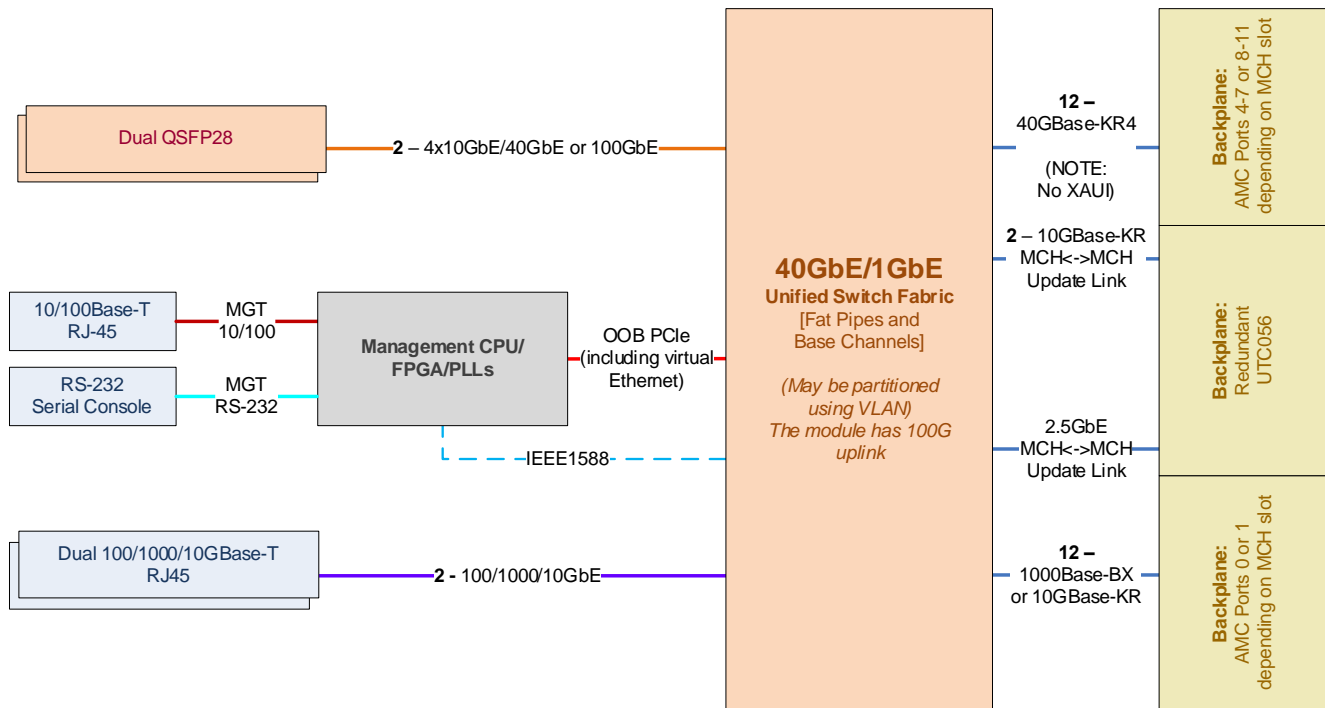 Dual QSFP28
2 – 4x10GbE/40GbE or 100GbE
10/100Base-T
RJ-45
MGT
10/100
RS-232
Serial Console
MGT
RS-232
Management CPU/
FPGA/PLLs
OOB PCIe
(including virtual
Ethernet)
IEEE1588
Dual 100/1000/10GBase-T
RJ45
2 - 100/1000/10GbE
40GbE/1GbE
Unified Switch Fabric
[Fat Pipes and
Base Channels]
(May be partitioned
using VLAN)
The module has 100G
uplink
12 –
40GBase-KR4
(NOTE:
No XAUI)
2 – 10GBase-KR
MCH<->MCH
Update Link
2.5GbE
MCH<->MCH
Update Link
12 –
1000Base-BX
or 10GBase-KR
Backplane:
AMC Ports 4-7 or 8-11
depending on MCH slot
Backplane:
Redundant
UTC056
Backplane:
AMC Ports 0 or 1
depending on MCH slot